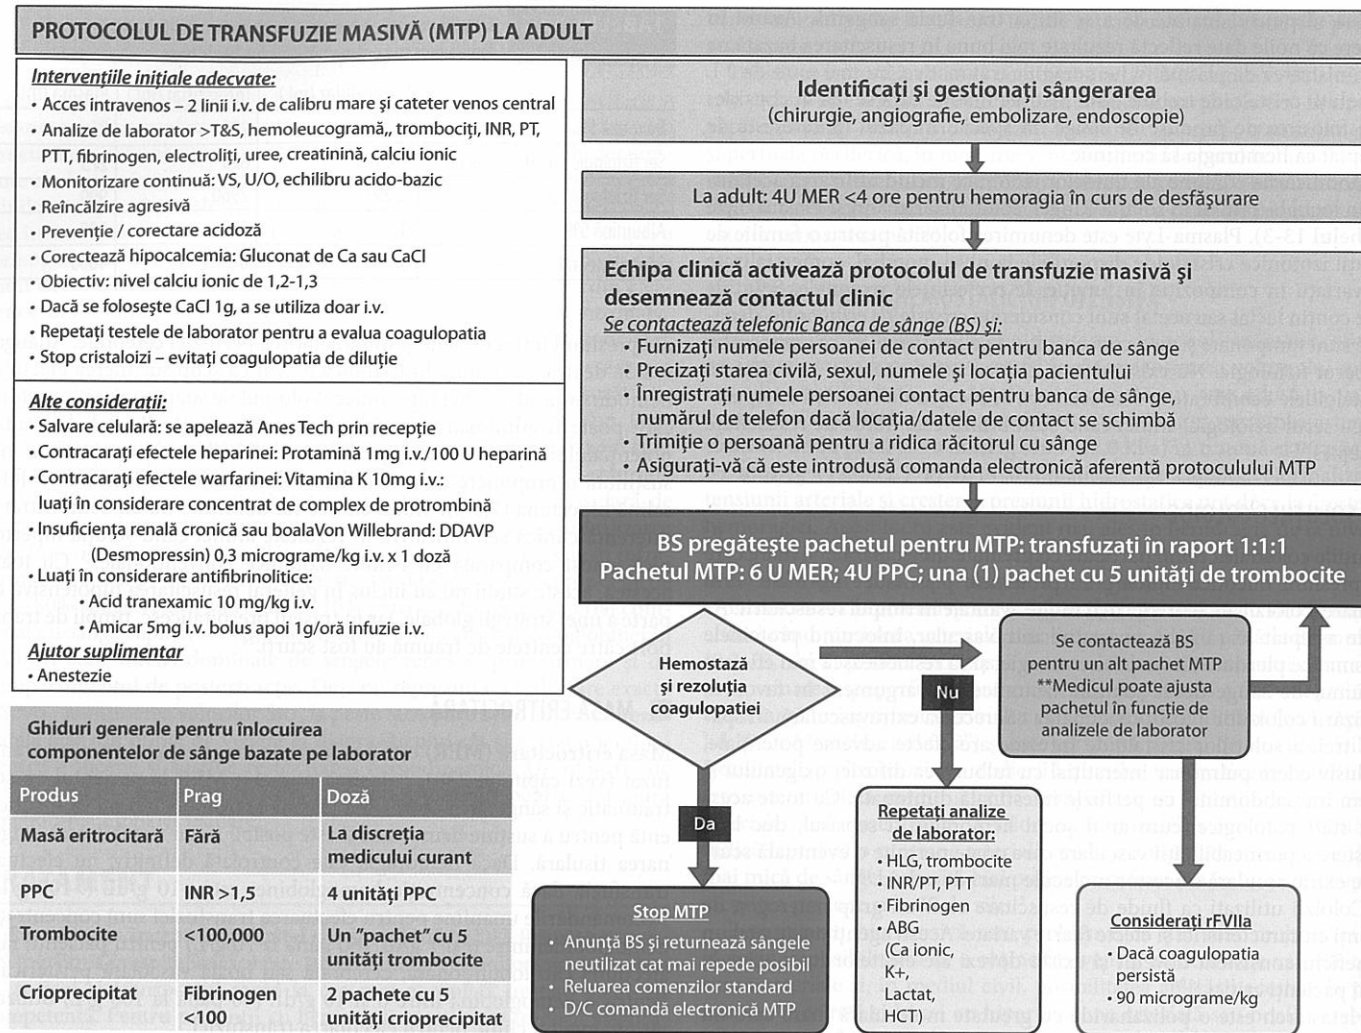 PROTOCOLUL DE TRANSFUZIE MASIVĂ (MTP) LA ADULT
Intervențiile inițiale adecvate:
• Acces intravenos – 2 linii i.v. de calibru mare și cateter venos central
• Analize de laborator >T&S, hemoleucogramă,, trombociți, INR, PT,
PTT, fibrinogen, electroliți, uree, creatinină, calciu ionic
• Monitorizare continuă: VS, U/O, echilibru acido-bazic
• Reîncălzire agresivă
• Prevenție / corectare acidoză
• Corectează hipocalcemia: Gluconat de Ca sau CaCl
• Obiectiv: nivel calciu ionic de 1,2-1,3
• Dacă se folosește CaCl 1g, a se utiliza doar i.v.
• Repetați testele de laborator pentru a evalua coagulopatia
• Stop cristaloizi – evitați coagulopatia de diluție
Alte considerații:
• Salvare celulară: se apelează Anes Tech prin recepție
• Contracarați efectele heparinei: Protamină 1mg i.v./100 U heparină
• Contracarați efectele warfarinei: Vitamina K 10mg i.v.:
luați în considerare concentrat de complex de protrombină
• Insuficiența renală cronică sau boalaVon Willebrand: DDAVP
(Desmopressin) 0,3 micrograme/kg i.v. x 1 doză
• Luați în considerare antifibrinolitice:
• Acid tranexamic 10 mg/kg i.v.
• Amicar 5mg i.v. bolus apoi 1g/oră infuzie i.v.
Ajutor suplimentar
• Anestezie
Ghiduri generale pentru înlocuirea
componentelor de sânge bazate pe laborator
Produs Prag Doză
Masă eritrocitară Fără La discreția
medicului curant
PPC INR >1,5 4 unități PPC
Trombocite <100,000 Un "pachet" cu 5
unități trombocite
Crioprecipitat Fibrinogen 2 pachete cu 5
<100 unități crioprecipitat
Identificați și gestionați sângerarea
(chirurgie, angiografie, embolizare, endoscopie)
La adult: 4U MER <4 ore pentru hemoragia în curs de desfășurare
Echipa clinică activează protocolul de transfuzie masivă și
desemnează contactul clinic
Se contactează telefonic Banca de sânge (BS) și:
• Furnizați numele persoanei de contact pentru banca de sânge
• Precizați starea civilă, sexul, numele și locația pacientului
• Înregistrați numele persoanei contact pentru banca de sânge,
numărul de telefon dacă locația/datele de contact se schimbă
• Trimiție o persoană pentru a ridica răcitorul cu sânge
• Asigurați-vă că este introdusă comanda electronică aferentă protocului MTP
BS pregătește pachetul pentru MTP: transfuzați în raport 1:1:1
Pachetul MTP: 6 U MER; 4U PPC; una (1) pachet cu 5 unități de trombocite
Hemostază
și rezoluția
coagulopatiei
Nu
Se contactează BS
pentru un alt pachet MTP
**Medicul poate ajusta
pachetul în funcție de
analizele de laborator
Da
Stop MTP
• Anunță BS și returnează sângele
neutilizat cât mai repede posibil
• Reluarea comenzilor standard
D/C comandă electronică MTP
Repetați analize
de laborator:
• HLG, trombocite
• INR/PT, PTT
• Fibrinogen
• ABG
(Ca ionic,
K+,
Lactat,
HCT)
Considerați rFVIIa
• Dacă coagulopatia
persistă
• 90 micrograme/kg